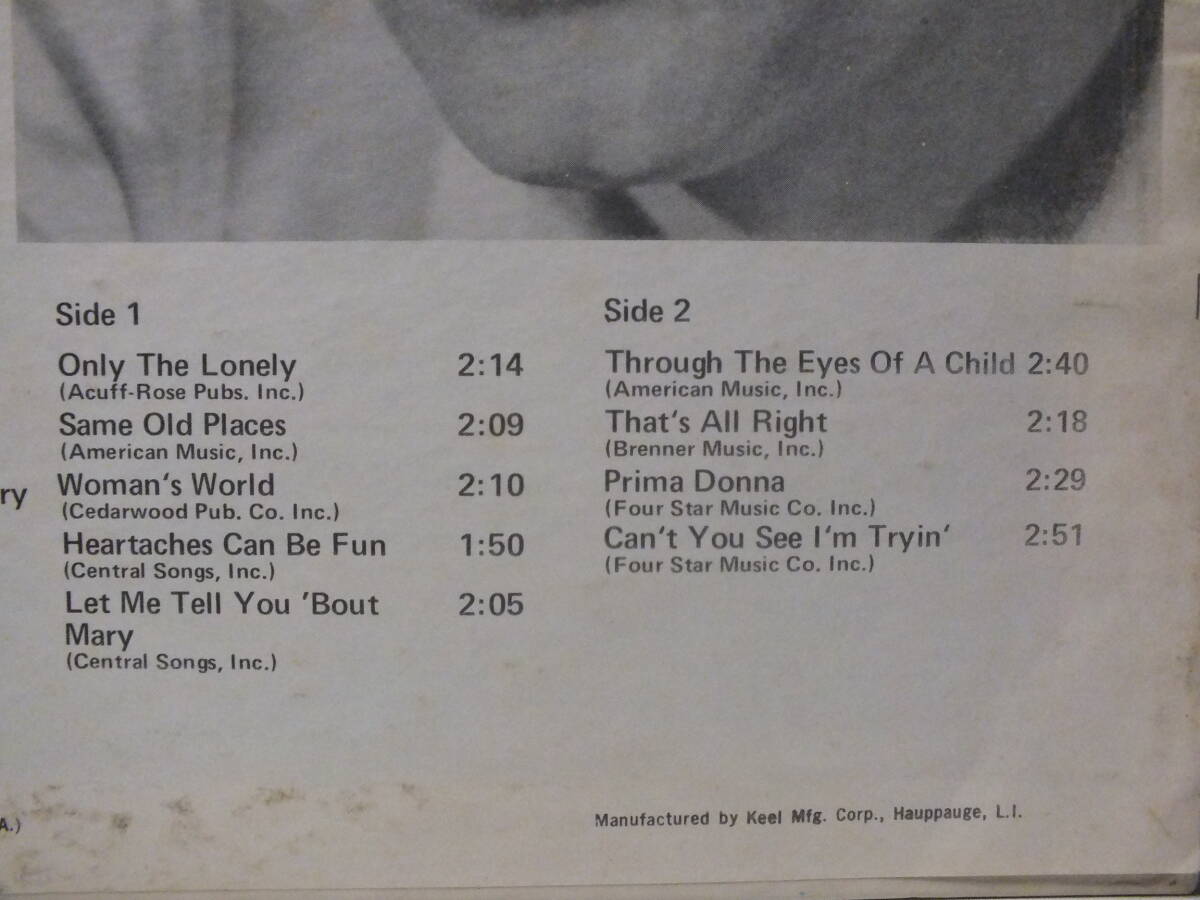 Side 1
Only The Lonely 2:14
(Acuff-Rose Pubs. Inc.)
Same Old Places 2:09
(American Music, Inc.)
Woman's World 2:10
(Cedarwood Pub. Co. Inc.)
Heartaches Can Be Fun 1:50
(Central Songs, Inc.)
Let Me Tell You 'Bout 2:05
Mary
(Central Songs, Inc.)
Side 2
Through The Eyes Of A Child 2:40
(American Music, Inc.)
That's All Right 2:18
(Brenner Music, Inc.)
Prima Donna 2:29
(Four Star Music Co. Inc.)
Can't You See I'm Tryin' 2:51
(Four Star Music Co. Inc.)
ry
A.)
Manufactured by Keel Mfg. Corp., Hauppauge, L.I.